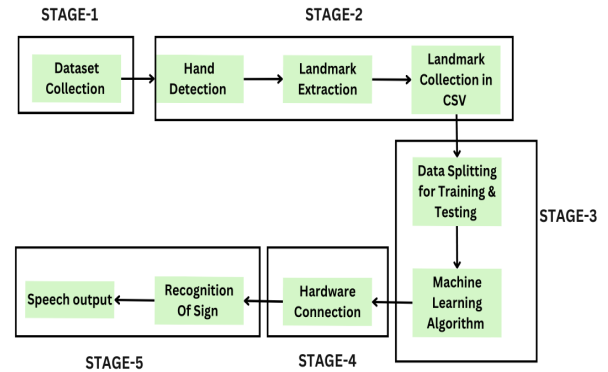 STAGE-1
STAGE-2
Dataset
Collection
Hand
Detection
Landmark
Extraction
Landmark
Collection in
CSV
Data Splitting
for Training &
Testing
STAGE-3
Machine
Learning
Algorithm
Hardware
Connection
Recognition
Of Sign
Speech output
STAGE-4
STAGE-5